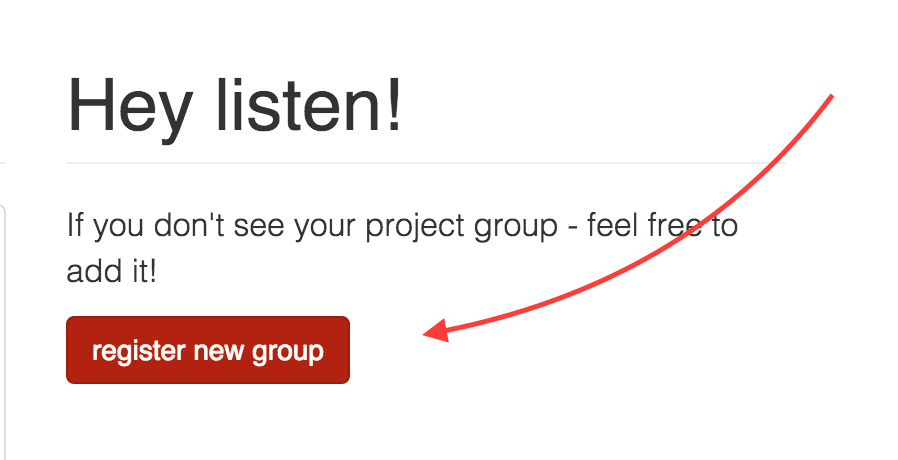 Hey listen!
If you don't see your project group - feel free to
add it!
register new group